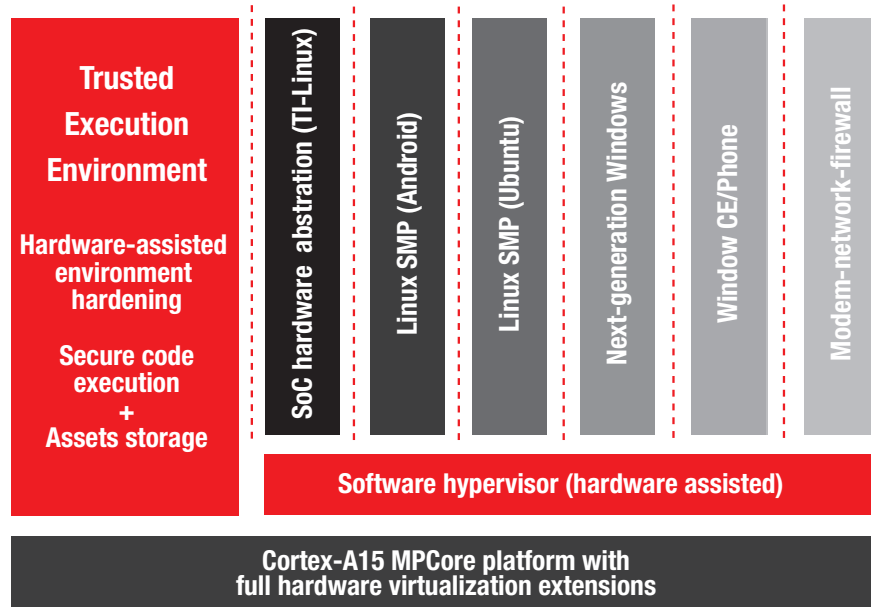 Trusted
Execution
Environment
Hardware-assisted
environment
hardening
Secure code
execution
+
Assets storage
SoC hardware abstration (TI-Linux)
Linux SMP (Android)
Linux SMP (Ubuntu)
Next-generation Windows
Window CE/Phone
Modem-network-firewall
Software hypervisor (hardware assisted)
Cortex-A15 MPCore platform with
full hardware virtualization extensions